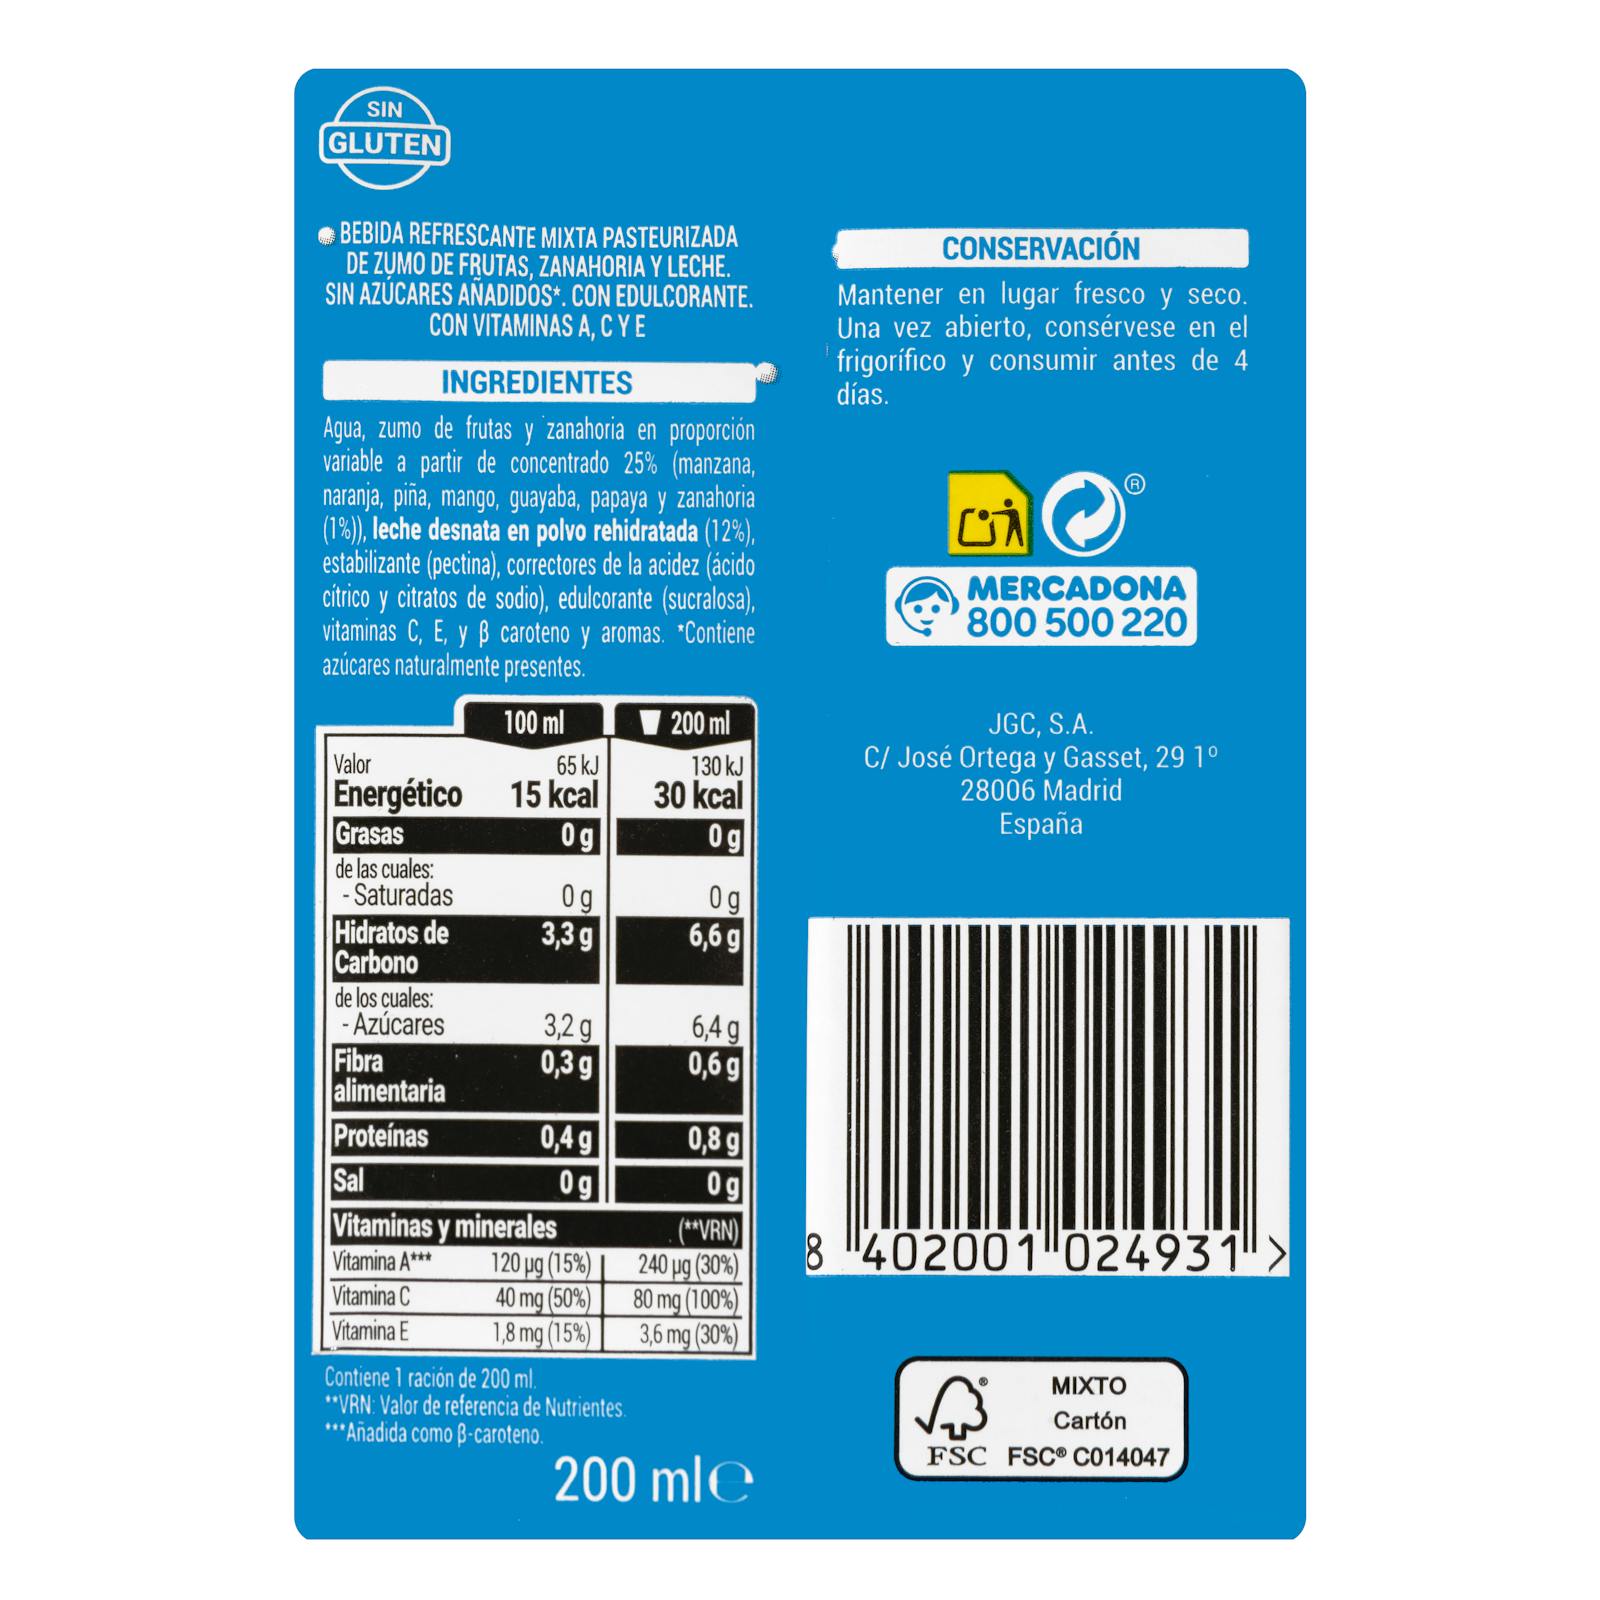 SIN
GLUTEN
BEBIDA REFRESCANTE MIXTA PASTEURIZADA
DE ZUMO DE FRUTAS, ZANAHORIA Y LECHE.
SIN AZÚCARES AÑADIDOS*. CON EDULCORANTE.
CON VITAMINAS A, C Y E
INGREDIENTES
Agua, zumo de frutas y zanahoria en proporción
variable a partir de concentrado 25% (manzana,
naranja, piña, mango, guayaba, papaya y zanahoria
(1%)), leche desnata en polvo rehidratada (12%),
estabilizante (pectina), correctores de la acidez (ácido
cítrico y citratos de sodio), edulcorante (sucralosa),
vitaminas C, E, y β caroteno y aromas. *Contiene
azúcares naturalmente presentes.
100 ml 200 ml
Valor 65 kJ 130 kJ
Energético 15 kcal 30 kcal
Grasas 0 g 0 g
de las cuales:
- Saturadas 0 g 0 g
Hidratos de 3,3 g 6,6 g
Carbono
de los cuales:
- Azúcares 3,2 g 6,4 g
Fibra 0,3 g 0,6 g
alimentaria
Proteínas 0,4 g 0,8 g
Sal 0 g 0 g
Vitaminas y minerales (**VRN)
Vitamina A*** 120 µg (15%) 240 µg (30%)
Vitamina C 40 mg (50%) 80 mg (100%)
Vitamina E 1,8 mg (15%) 3,6 mg (30%)
Contiene 1 ración de 200 ml.
**VRN: Valor de referencia de Nutrientes.
***Añadida como β-caroteno.
200 ml e
CONSERVACIÓN
Mantener en lugar fresco y seco.
Una vez abierto, consérvese en el
frigorífico y consumir antes de 4
días.
®
MERCADONA
800 500 220
JGC, S.A.
C/ José Ortega y Gasset, 29 1º
28006 Madrid
España
8 402001 024931 >
® MIXTO
Cartón
FSC FSC® C014047